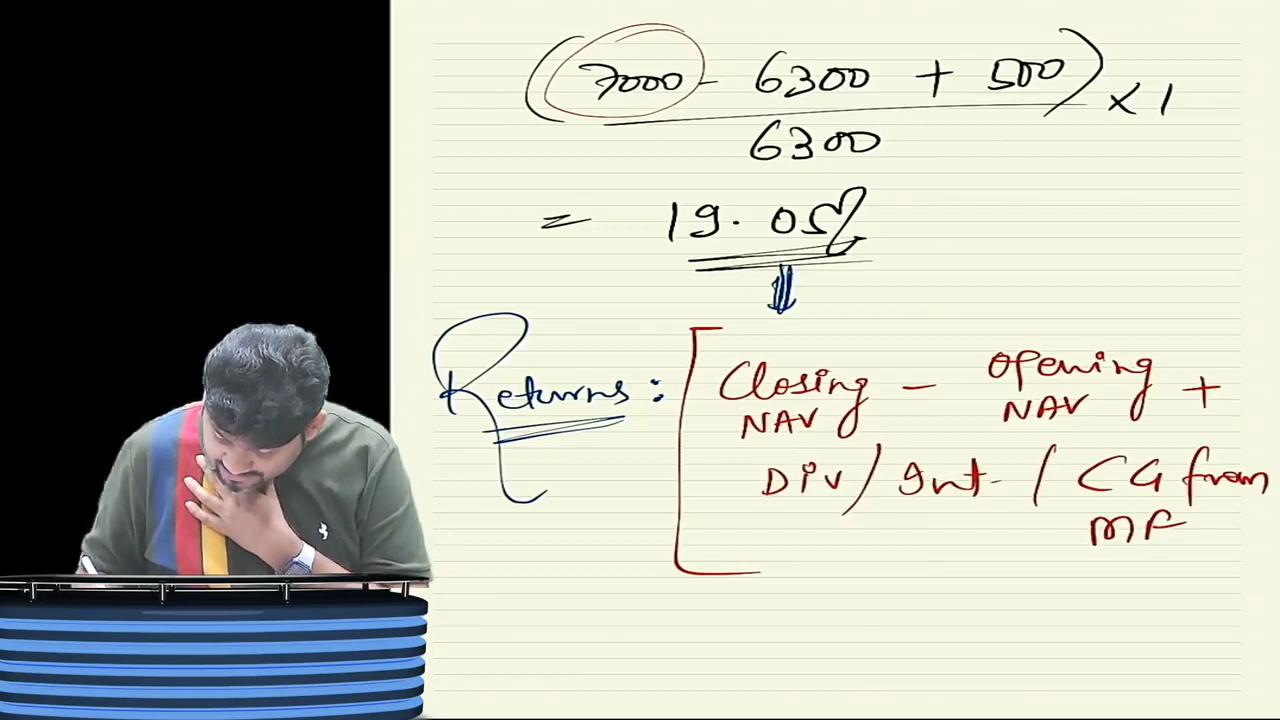 (7000 - 6300 + 500) × 1
6300
= 19.05%
Returns: [Closing NAV - Opening NAV +
Div / Int. / CG from MF